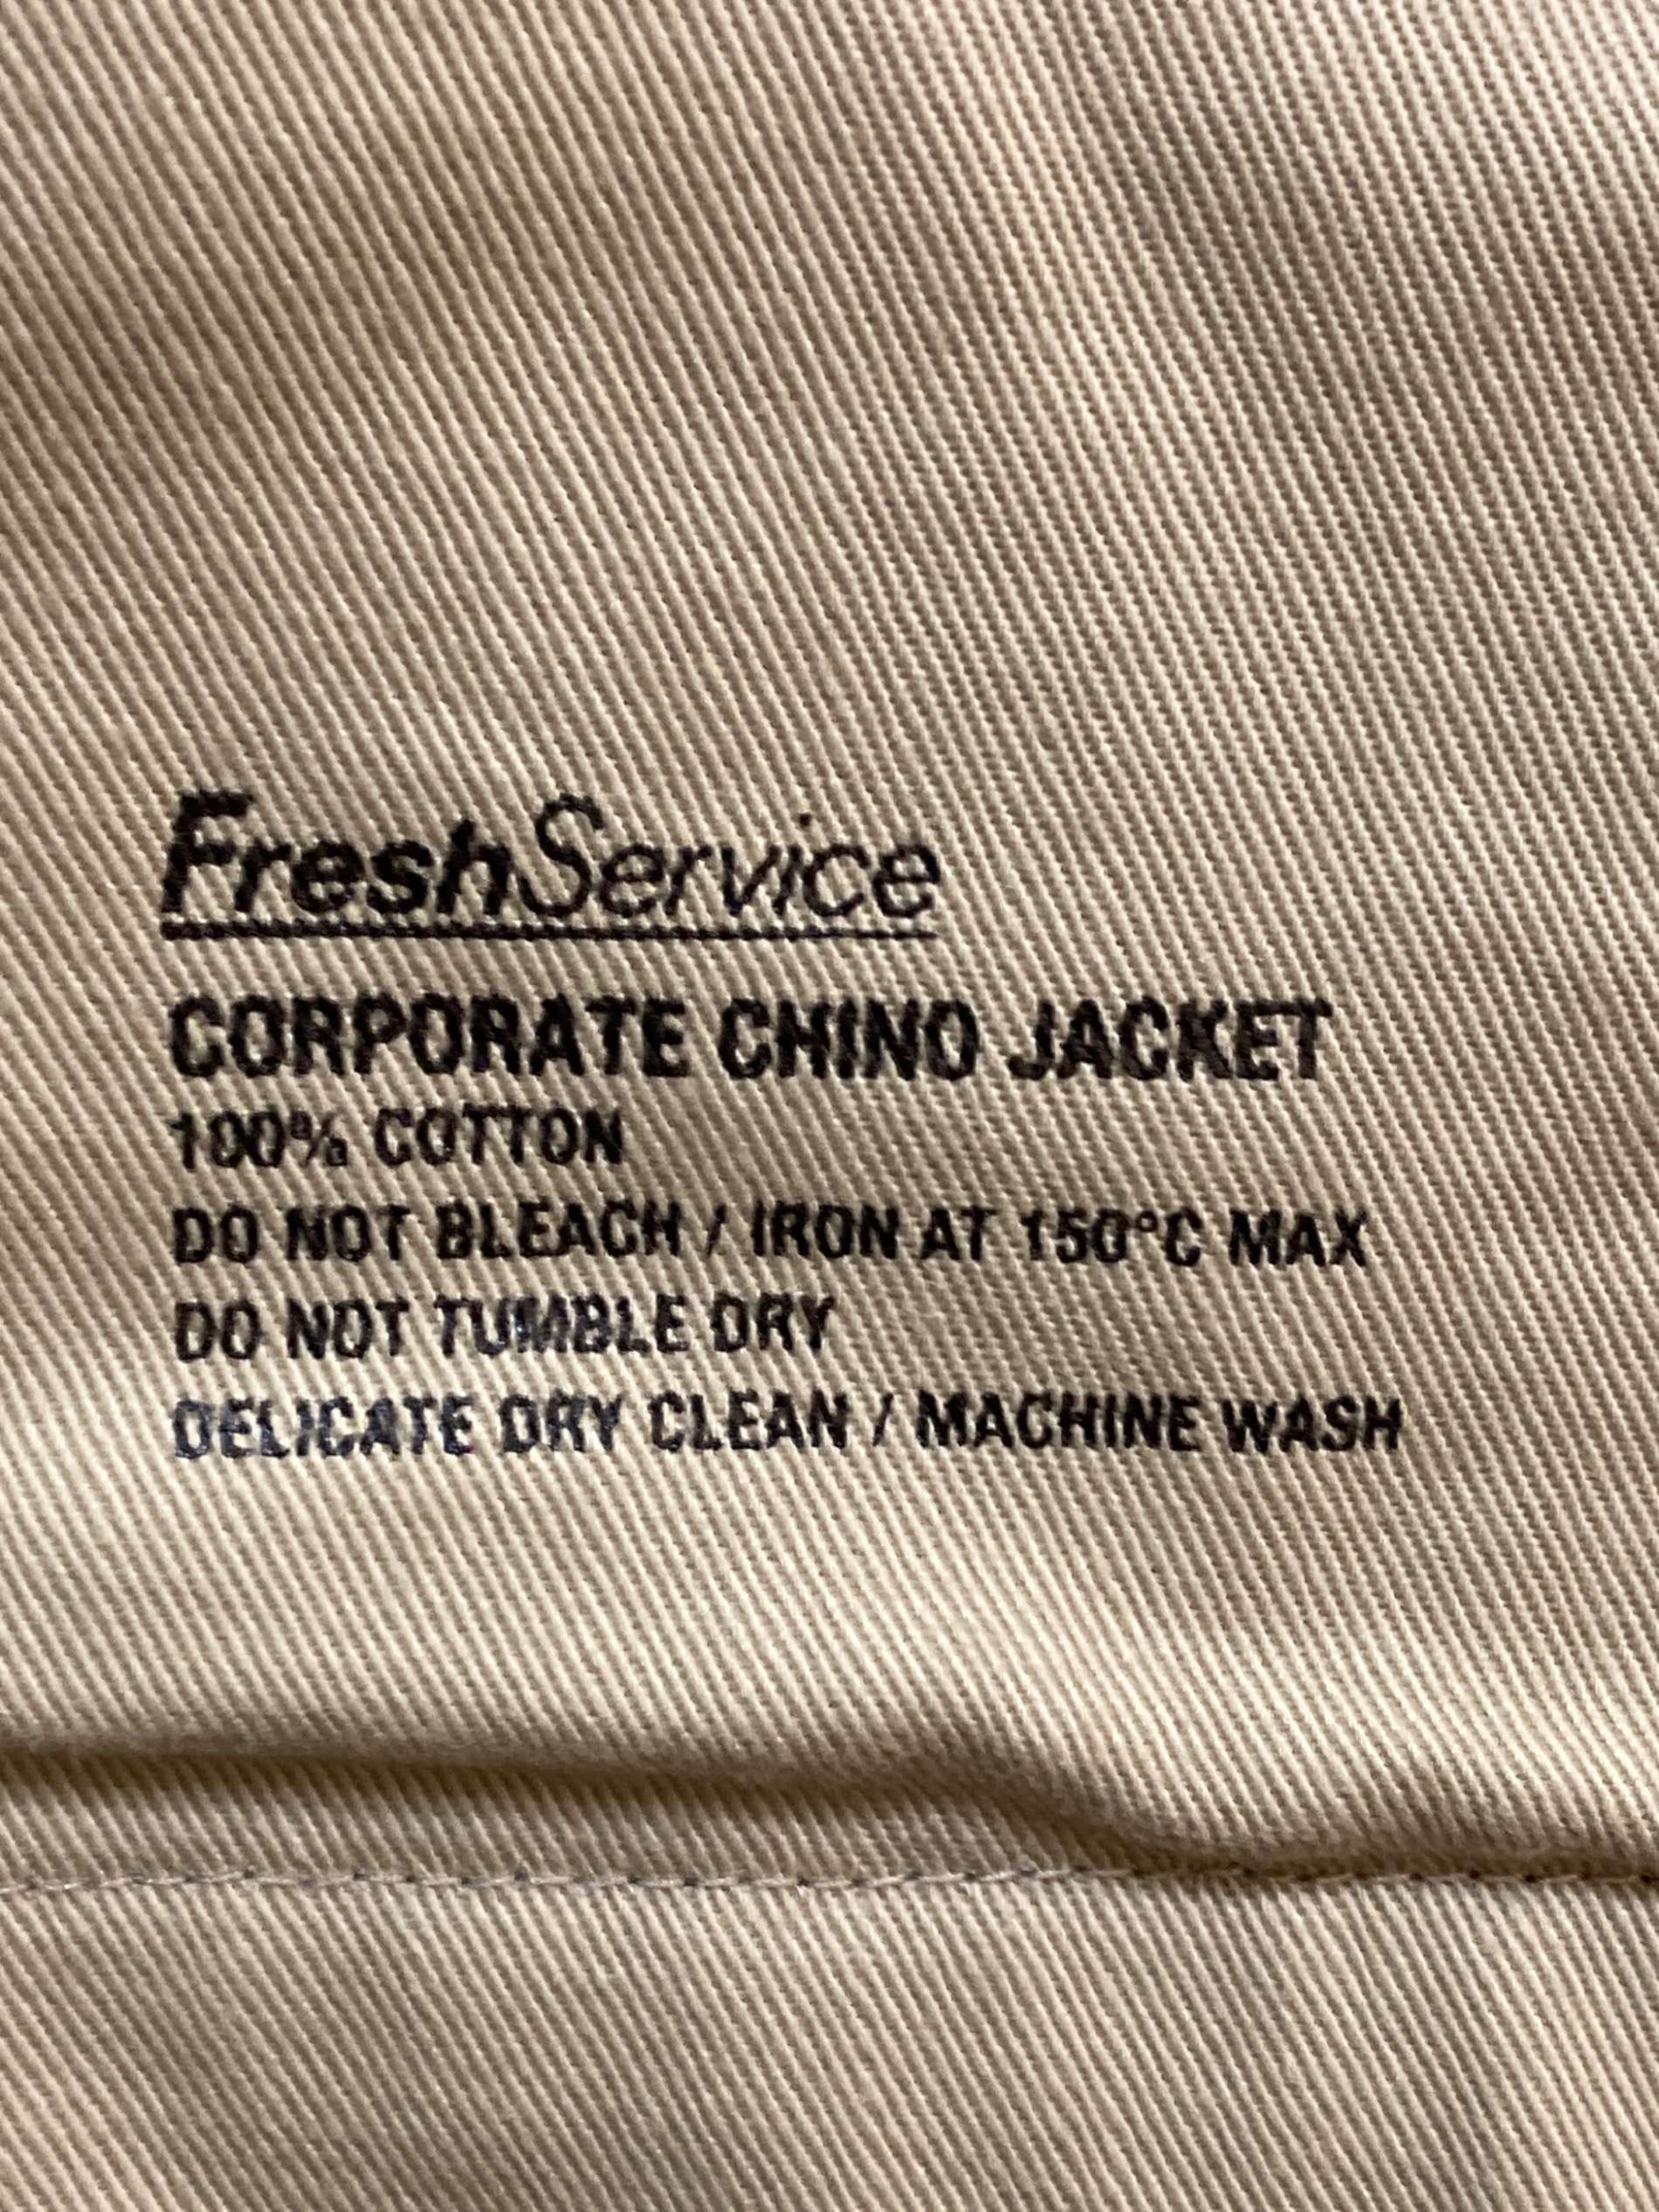 FreshService
CORPORATE CHINO JACKET
100% COTTON
DO NOT BLEACH / IRON AT 150°C MAX
DO NOT TUMBLE DRY
DELICATE DRY CLEAN / MACHINE WASH